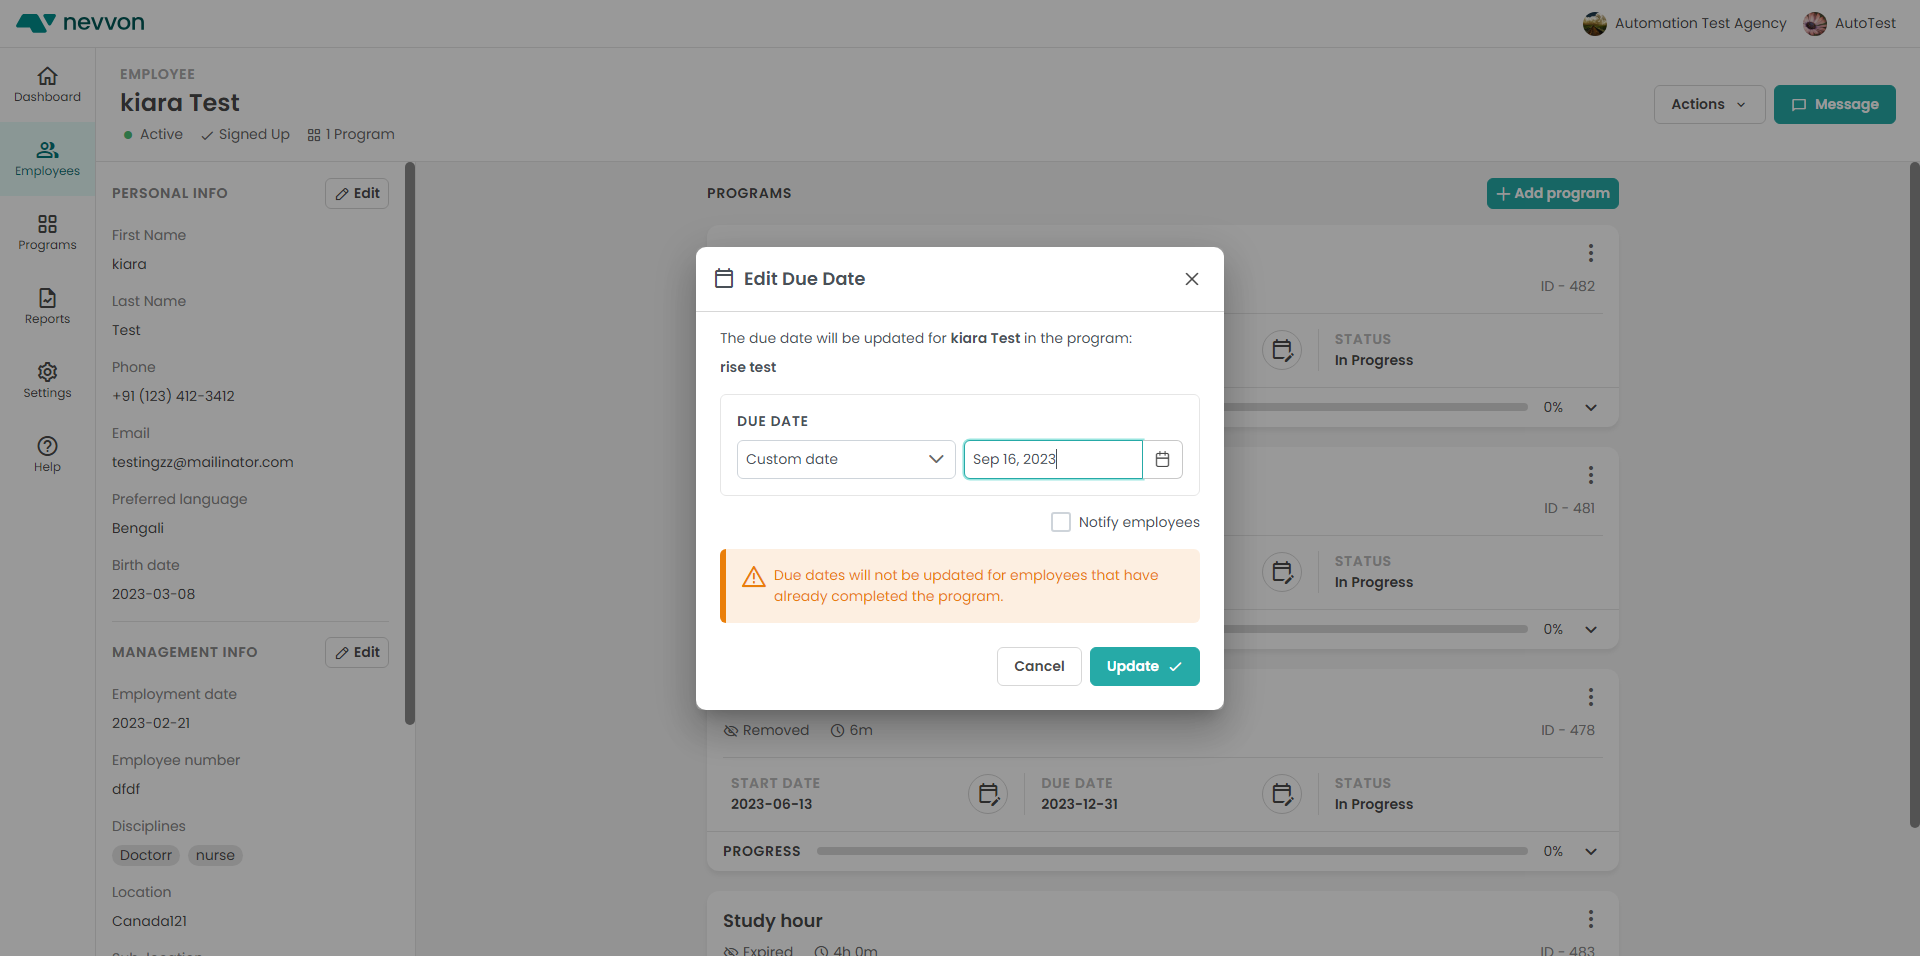 nevvon
Automation Test Agency
AutoTest
Dashboard
Employees
Programs
Reports
Settings
Help
EMPLOYEE
kiara Test
Active
Signed Up
1 Program
Actions
Message
PERSONAL INFO
Edit
First Name
kiara
Last Name
Test
Phone
+91 (123) 412-3412
Email
testingzz@mailinator.com
Preferred language
Bengali
Birth date
2023-03-08
MANAGEMENT INFO
Edit
Employment date
2023-02-21
Employee number
dfdf
Disciplines
Doctorr nurse
Location
Canada121
Sub-location
PROGRAMS
Add program
ID - 482
STATUS
In Progress
0%
ID - 481
STATUS
In Progress
0%
Edit Due Date
The due date will be updated for kiara Test in the program:
rise test
DUE DATE
Custom date
Sep 16, 2023
Notify employees
Due dates will not be updated for employees that have
already completed the program.
Cancel
Update
Removed 6m
ID - 478
START DATE
2023-06-13
DUE DATE
2023-12-31
STATUS
In Progress
PROGRESS
0%
Study hour
Expired 4h 0m
ID - 483